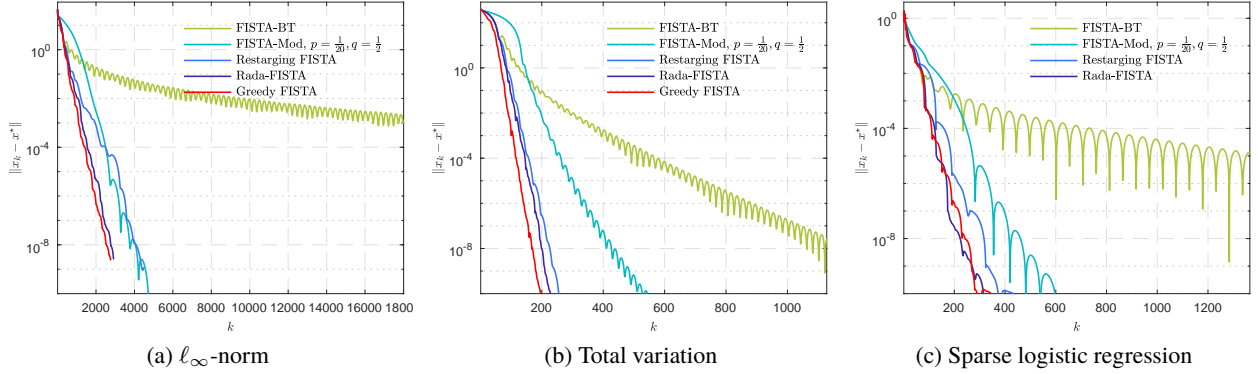 FISTA-BT
FISTA-Mod, p = 1/20, q = 1/2
Restarging FISTA
Rada-FISTA
Greedy FISTA
||x_k − x*||
10^0
10^-4
10^-8
2000 4000 6000 8000 10000 12000 14000 16000 18000
k
(a) ℓ∞-norm
FISTA-BT
FISTA-Mod, p = 1/20, q = 1/2
Restarging FISTA
Rada-FISTA
Greedy FISTA
||x_k − x*||
10^0
10^-4
10^-8
200 400 600 800 1000
k
(b) Total variation
FISTA-BT
FISTA-Mod, p = 1/20, q = 1/2
Restarging FISTA
Rada-FISTA
Greedy FISTA
||x_k − x*||
10^0
10^-4
10^-8
200 400 600 800 1000 1200
k
(c) Sparse logistic regression